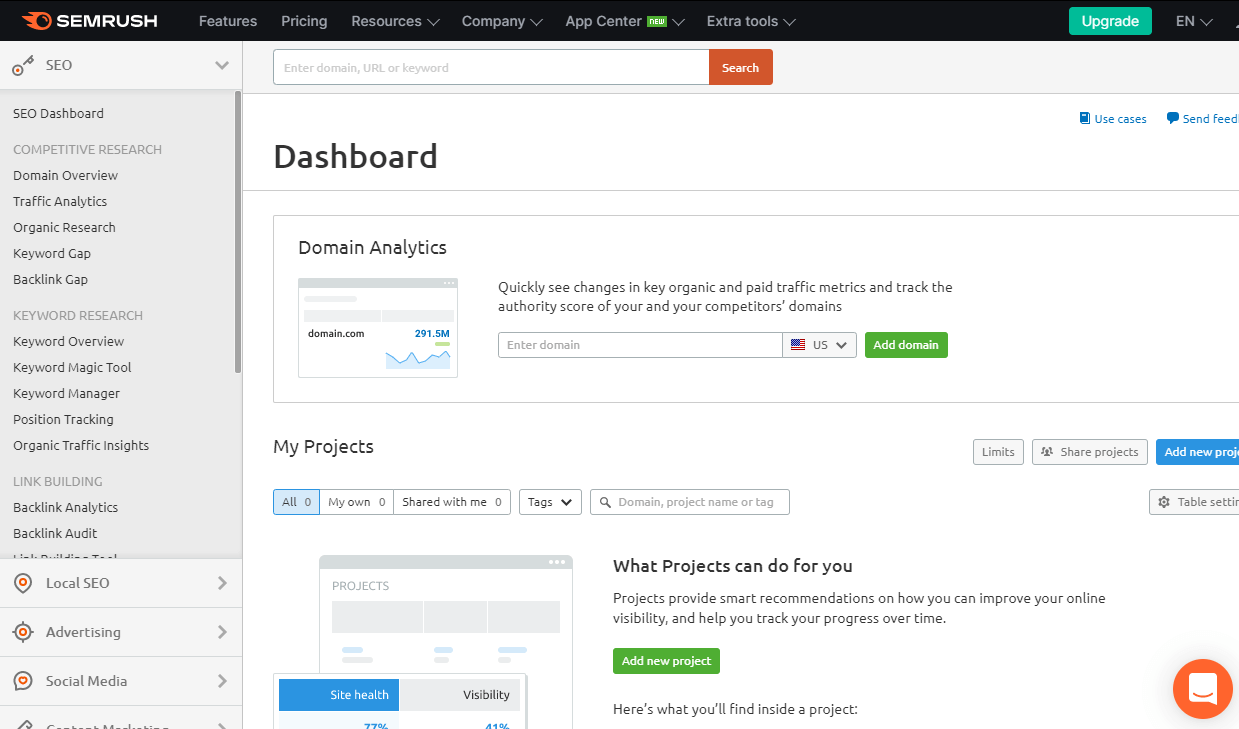 SEMRUSH
Features Pricing Resources Company App Center NEW Extra tools Upgrade EN
SEO
Enter domain, URL or keyword Search
SEO Dashboard
COMPETITIVE RESEARCH
Domain Overview
Traffic Analytics
Organic Research
Keyword Gap
Backlink Gap
KEYWORD RESEARCH
Keyword Overview
Keyword Magic Tool
Keyword Manager
Position Tracking
Organic Traffic Insights
LINK BUILDING
Backlink Analytics
Backlink Audit
Link Building Tool
Local SEO
Advertising
Social Media
Content Marketing
Use cases Send feed
Dashboard
Domain Analytics
domain.com 291.5M
Quickly see changes in key organic and paid traffic metrics and track the
authority score of your and your competitors’ domains
Enter domain US Add domain
My Projects
Limits Share projects Add new proj
All 0 My own 0 Shared with me 0 Tags Domain, project name or tag Table settin
PROJECTS
Site health Visibility
77% 41%
What Projects can do for you
Projects provide smart recommendations on how you can improve your online
visibility, and help you track your progress over time.
Add new project
Here’s what you’ll find inside a project: